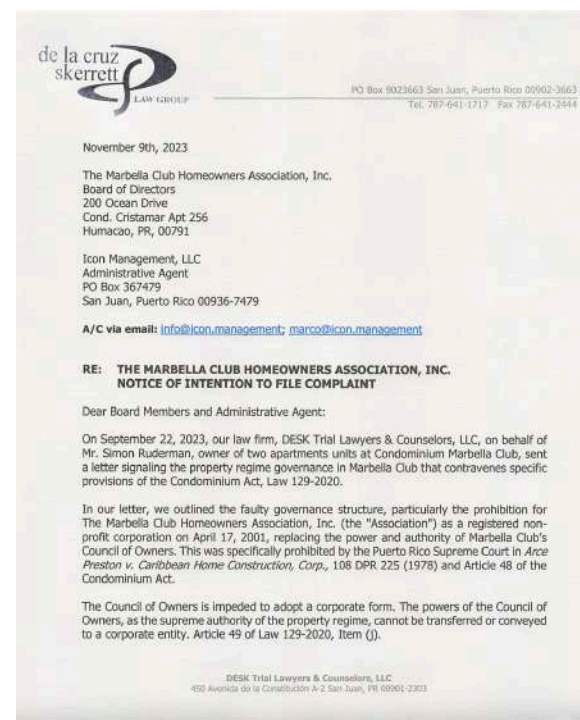 de la cruz
skerrett
LAW GROUP
PO Box 9023663 San Juan, Puerto Rico 00902-3663
Tel. 787-641-1717 Fax 787-641-2444
November 9th, 2023
The Marbella Club Homeowners Association, Inc.
Board of Directors
200 Ocean Drive
Cond. Cristamar Apt 256
Humacao, PR, 00791
Icon Management, LLC
Administrative Agent
PO Box 367479
San Juan, Puerto Rico 00936-7479
A/C via email: info@icon.management; marco@icon.management
RE: THE MARBELLA CLUB HOMEOWNERS ASSOCIATION, INC.
NOTICE OF INTENTION TO FILE COMPLAINT
Dear Board Members and Administrative Agent:
On September 22, 2023, our law firm, DESK Trial Lawyers & Counselors, LLC, on behalf of
Mr. Simon Ruderman, owner of two apartments units at Condominium Marbella Club, sent
a letter signaling the property regime governance in Marbella Club that contravenes specific
provisions of the Condominium Act, Law 129-2020.
In our letter, we outlined the faulty governance structure, particularly the prohibition for
The Marbella Club Homeowners Association, Inc. (the "Association") as a registered non-
profit corporation on April 17, 2001, replacing the power and authority of Marbella Club's
Council of Owners. This was specifically prohibited by the Puerto Rico Supreme Court in Arce
Preston v. Caribbean Home Construction, Corp., 108 DPR 225 (1978) and Article 48 of the
Condominium Act.
The Council of Owners is impeded to adopt a corporate form. The powers of the Council of
Owners, as the supreme authority of the property regime, cannot be transferred or conveyed
to a corporate entity. Article 49 of Law 129-2020, Item (j).
DESK Trial Lawyers & Counselors, LLC
450 Avenida de la Constitución A-2 San Juan, PR 00901-2303